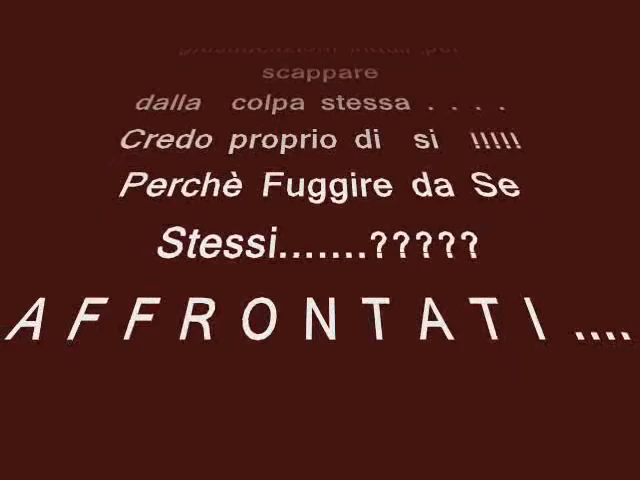 scappare
dalla colpa stessa . . . .
Credo proprio di si !!!!!
Perchè Fuggire da Se
Stessi.......?????
A F F R O N T A T I ....